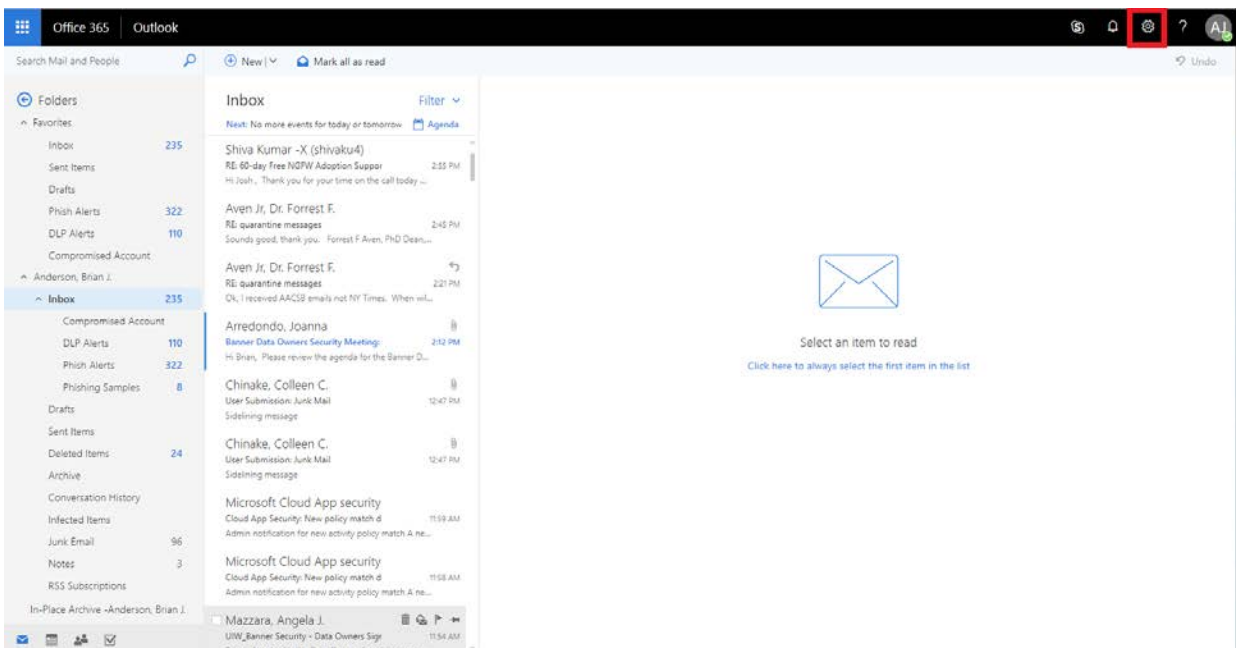 Office 365 Outlook
? AJ
Search Mail and People New Mark all as read Undo
Folders
Favorites
Inbox 235
Sent Items
Drafts
Phish Alerts 322
DLP Alerts 110
Compromised Account
Anderson, Brian J.
Inbox 235
Compromised Account
DLP Alerts 110
Phish Alerts 322
Phishing Samples 8
Drafts
Sent Items
Deleted Items 24
Archive
Conversation History
Infected Items
Junk Email 96
Notes 3
RSS Subscriptions
In-Place Archive -Anderson, Brian J.
Inbox Filter
Next: No more events for today or tomorrow Agenda
Shiva Kumar -X (shivaku4)
RE: 60-day Free NGFW Adoption Suppor 2:55 PM
Hi Josh, Thank you for your time on the call today ...
Aven Jr, Dr. Forrest F.
RE: quarantine messages 2:45 PM
Sounds good, thank you. Forrest F Aven, PhD Dean,...
Aven Jr, Dr. Forrest F.
RE: quarantine messages 2:21 PM
Ok, I received AACSB emails not NY Times. When wil...
Arredondo, Joanna
Banner Data Owners Security Meeting: 2:12 PM
Hi Brian, Please review the agenda for the Banner D...
Chinake, Colleen C.
User Submission: Junk Mail 12:47 PM
Sidelining message
Chinake, Colleen C.
User Submission: Junk Mail 12:47 PM
Sidelining message
Microsoft Cloud App security
Cloud App Security: New policy match d 11:59 AM
Admin notification for new activity policy match A ne...
Microsoft Cloud App security
Cloud App Security: New policy match d 11:58 AM
Admin notification for new activity policy match A ne...
Mazzara, Angela J.
UIW_Banner Security - Data Owners Sigr 11:54 AM
Select an item to read
Click here to always select the first item in the list